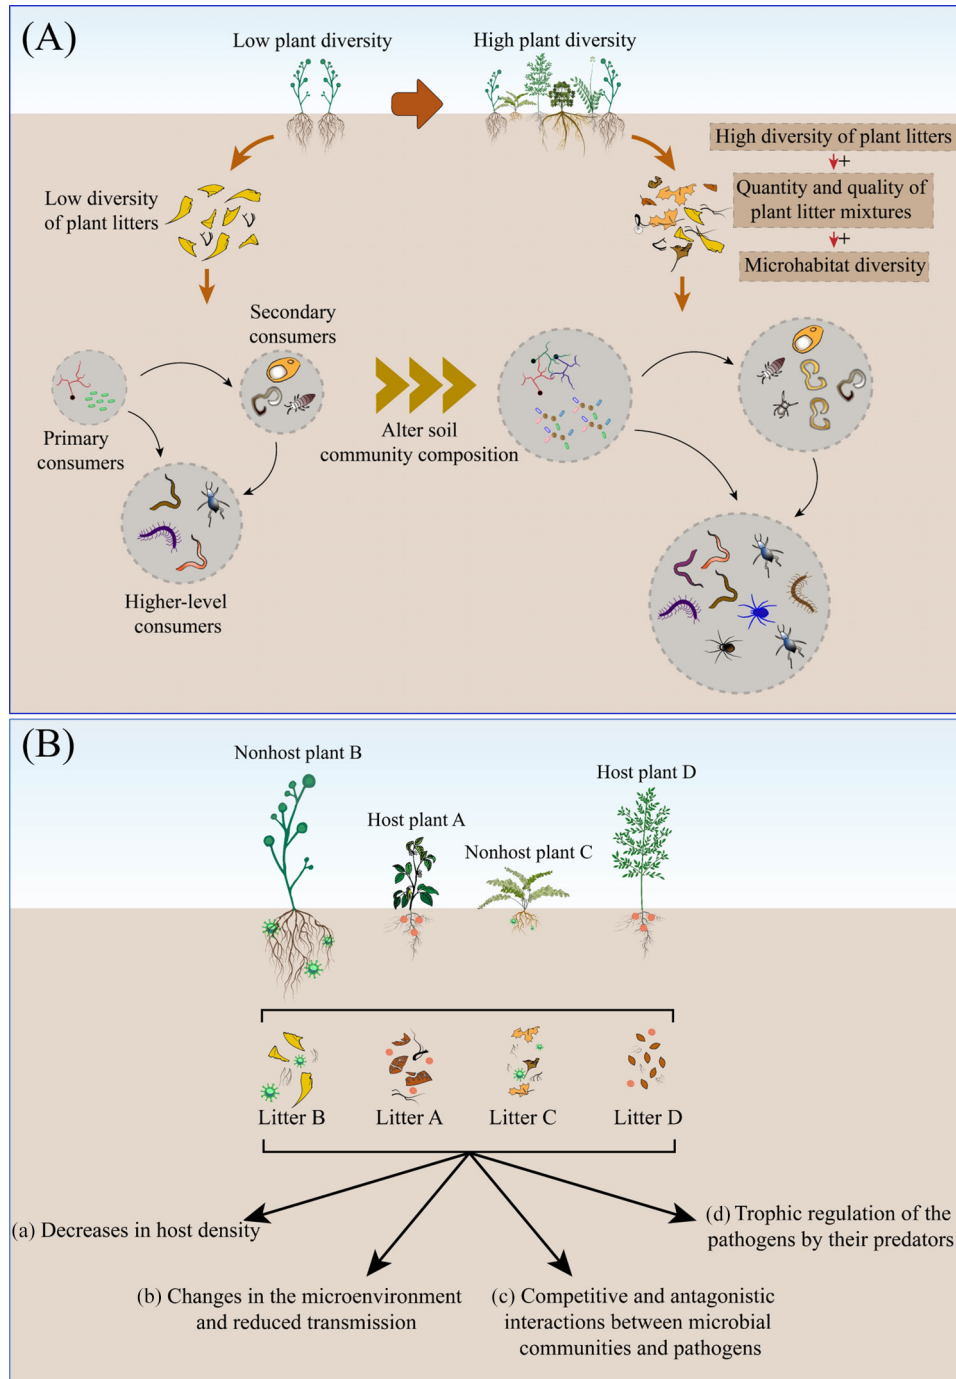 (A)
Low plant diversity
High plant diversity
High diversity of plant litters
+
Quantity and quality of
plant litter mixtures
+
Microhabitat diversity
Low diversity
of plant litters
Secondary
consumers
Primary
consumers
Alter soil
community composition
Higher-level
consumers
(B)
Nonhost plant B
Host plant A
Nonhost plant C
Host plant D
Litter B
Litter A
Litter C
Litter D
(a) Decreases in host density
(b) Changes in the microenvironment
and reduced transmission
(c) Competitive and antagonistic
interactions between microbial
communities and pathogens
(d) Trophic regulation of the
pathogens by their predators